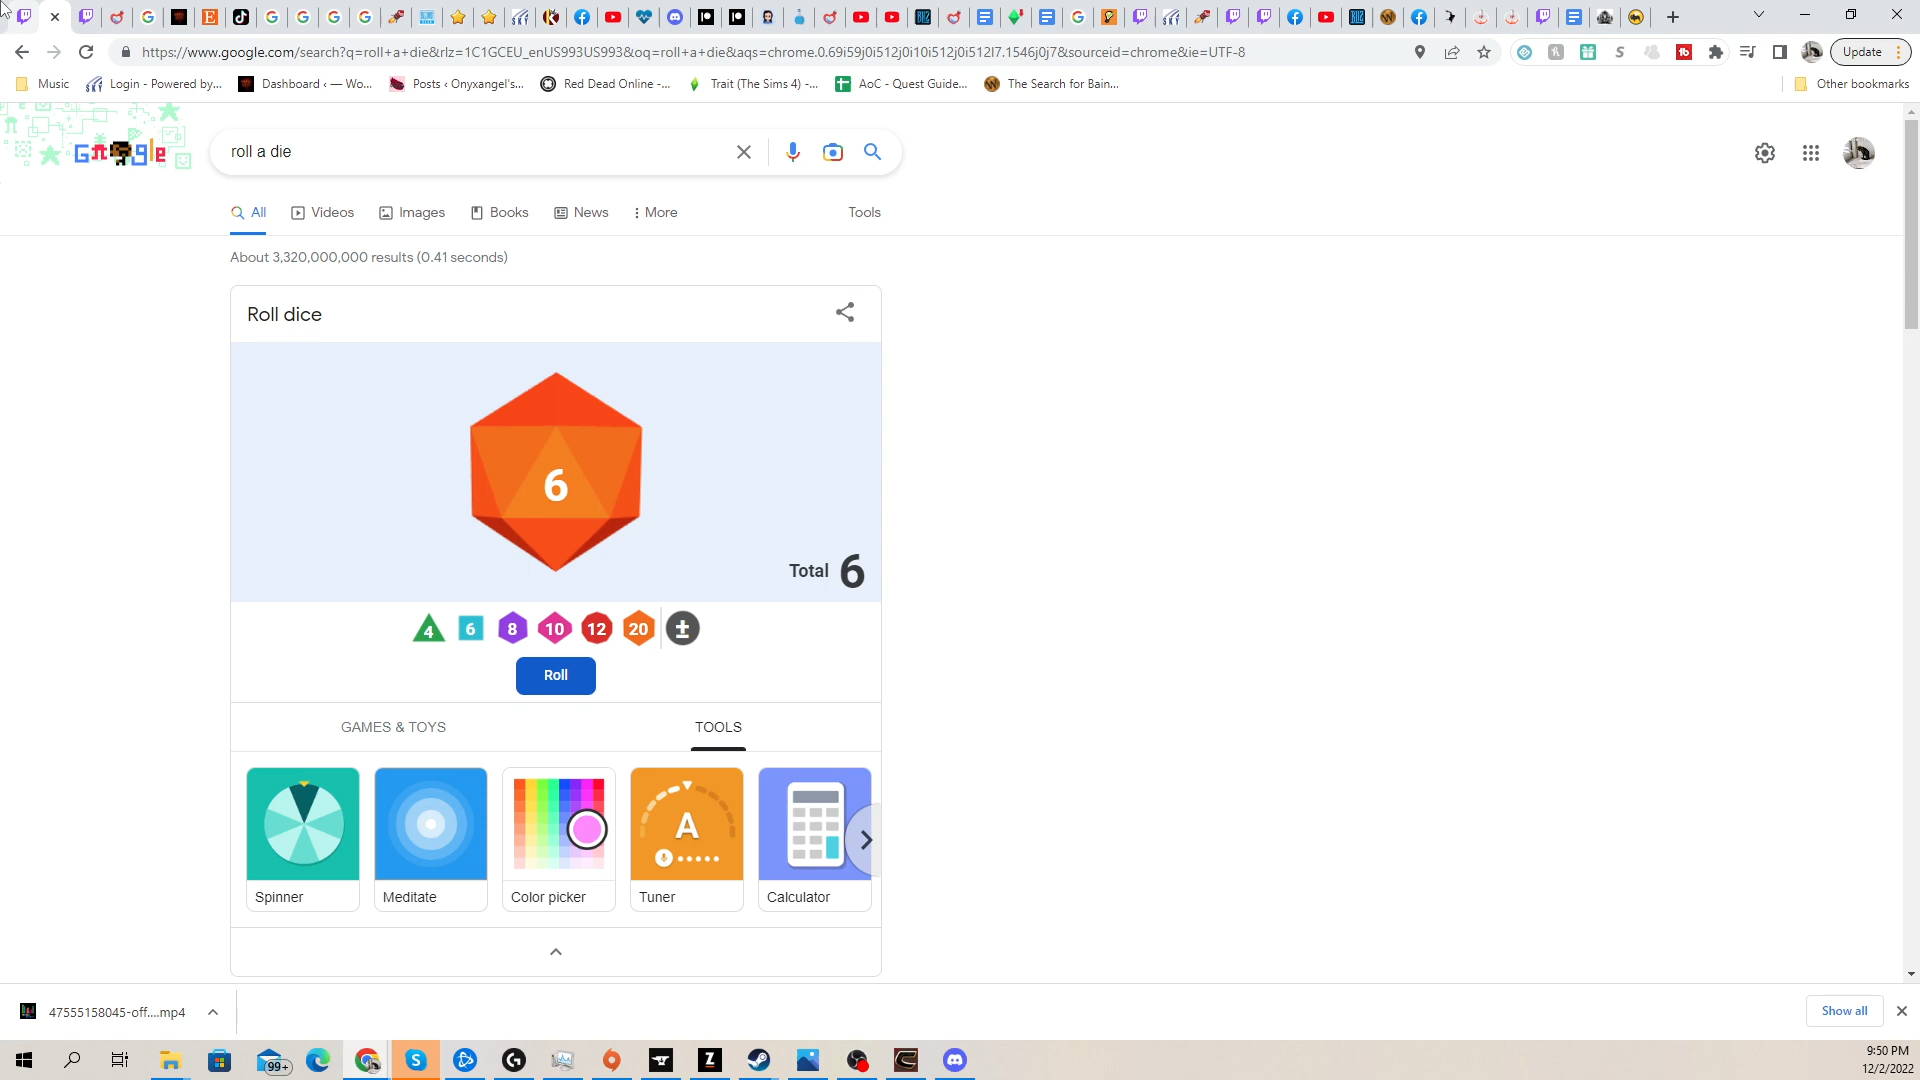 https://www.google.com/search?q=roll+a+die&rlz=1C1GCEU_enUS993US993&oq=roll+a+die&aqs=chrome.0.69i59j0i512j0i10i512j0i512l7.1546j0j7&sourceid=chrome&ie=UTF-8
Update
Music
Login - Powered by...
Dashboard ‹ — Wo...
Posts ‹ Onyxangel's...
Red Dead Online -...
Trait (The Sims 4) -...
AoC - Quest Guide...
The Search for Bain...
Other bookmarks
Google
roll a die
All
Videos
Images
Books
News
More
Tools
About 3,320,000,000 results (0.41 seconds)
Roll dice
6
Total 6
4 6 8 10 12 20 ±
Roll
GAMES & TOYS
TOOLS
A
Spinner
Meditate
Color picker
Tuner
Calculator
47555158045-off....mp4
Show all
99+
9:50 PM
12/2/2022